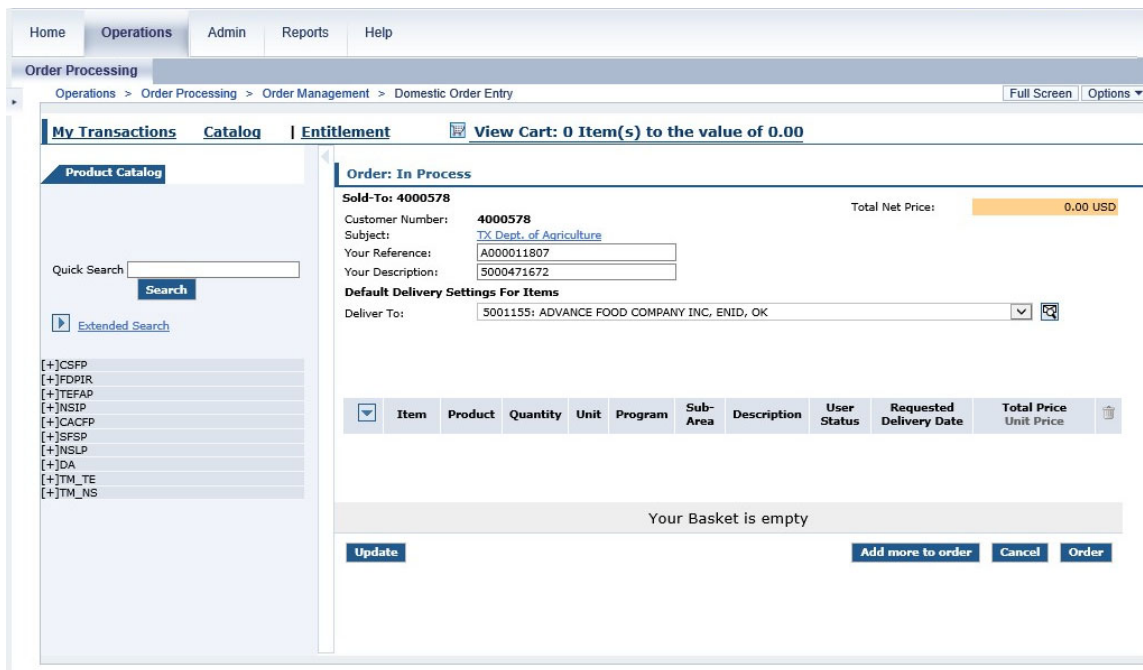 Home Operations Admin Reports Help
Order Processing
Operations > Order Processing > Order Management > Domestic Order Entry Full Screen Options
My Transactions Catalog | Entitlement View Cart: 0 Item(s) to the value of 0.00
Product Catalog
Quick Search
Search
Extended Search
[+]CSFP
[+]FDPIR
[+]TEFAP
[+]NSIP
[+]CACFP
[+]SFSP
[+]NSLP
[+]DA
[+]TM_TE
[+]TM_NS
Order: In Process
Sold-To: 4000578
Total Net Price: 0.00 USD
Customer Number: 4000578
Subject: TX Dept. of Agriculture
Your Reference: A000011807
Your Description: 5000471672
Default Delivery Settings For Items
Deliver To: 5001155: ADVANCE FOOD COMPANY INC, ENID, OK
Item Product Quantity Unit Program Sub-Area Description User Status Requested Delivery Date Total Price Unit Price
Your Basket is empty
Update Add more to order Cancel Order